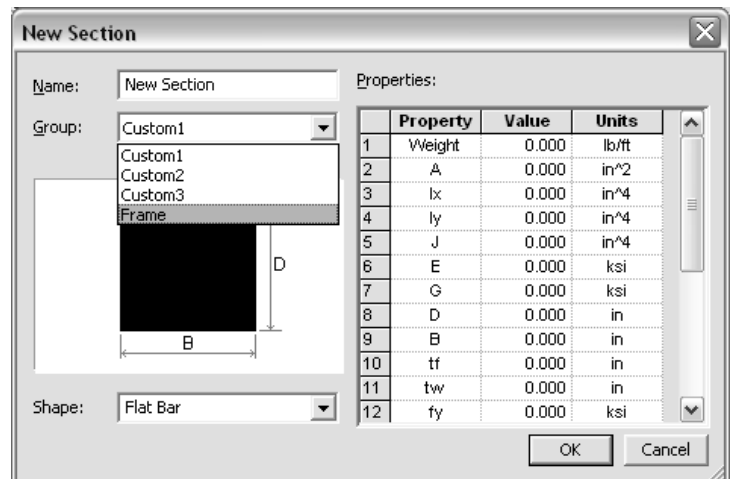 New Section
Name: New Section
Group: Custom1
Custom1
Custom2
Custom3
Frame
D
B
Shape: Flat Bar
Properties:
Property Value Units
1 Weight 0.000 lb/ft
2 A 0.000 in^2
3 Ix 0.000 in^4
4 Iy 0.000 in^4
5 J 0.000 in^4
6 E 0.000 ksi
7 G 0.000 ksi
8 D 0.000 in
9 B 0.000 in
10 tf 0.000 in
11 tw 0.000 in
12 fy 0.000 ksi
OK Cancel